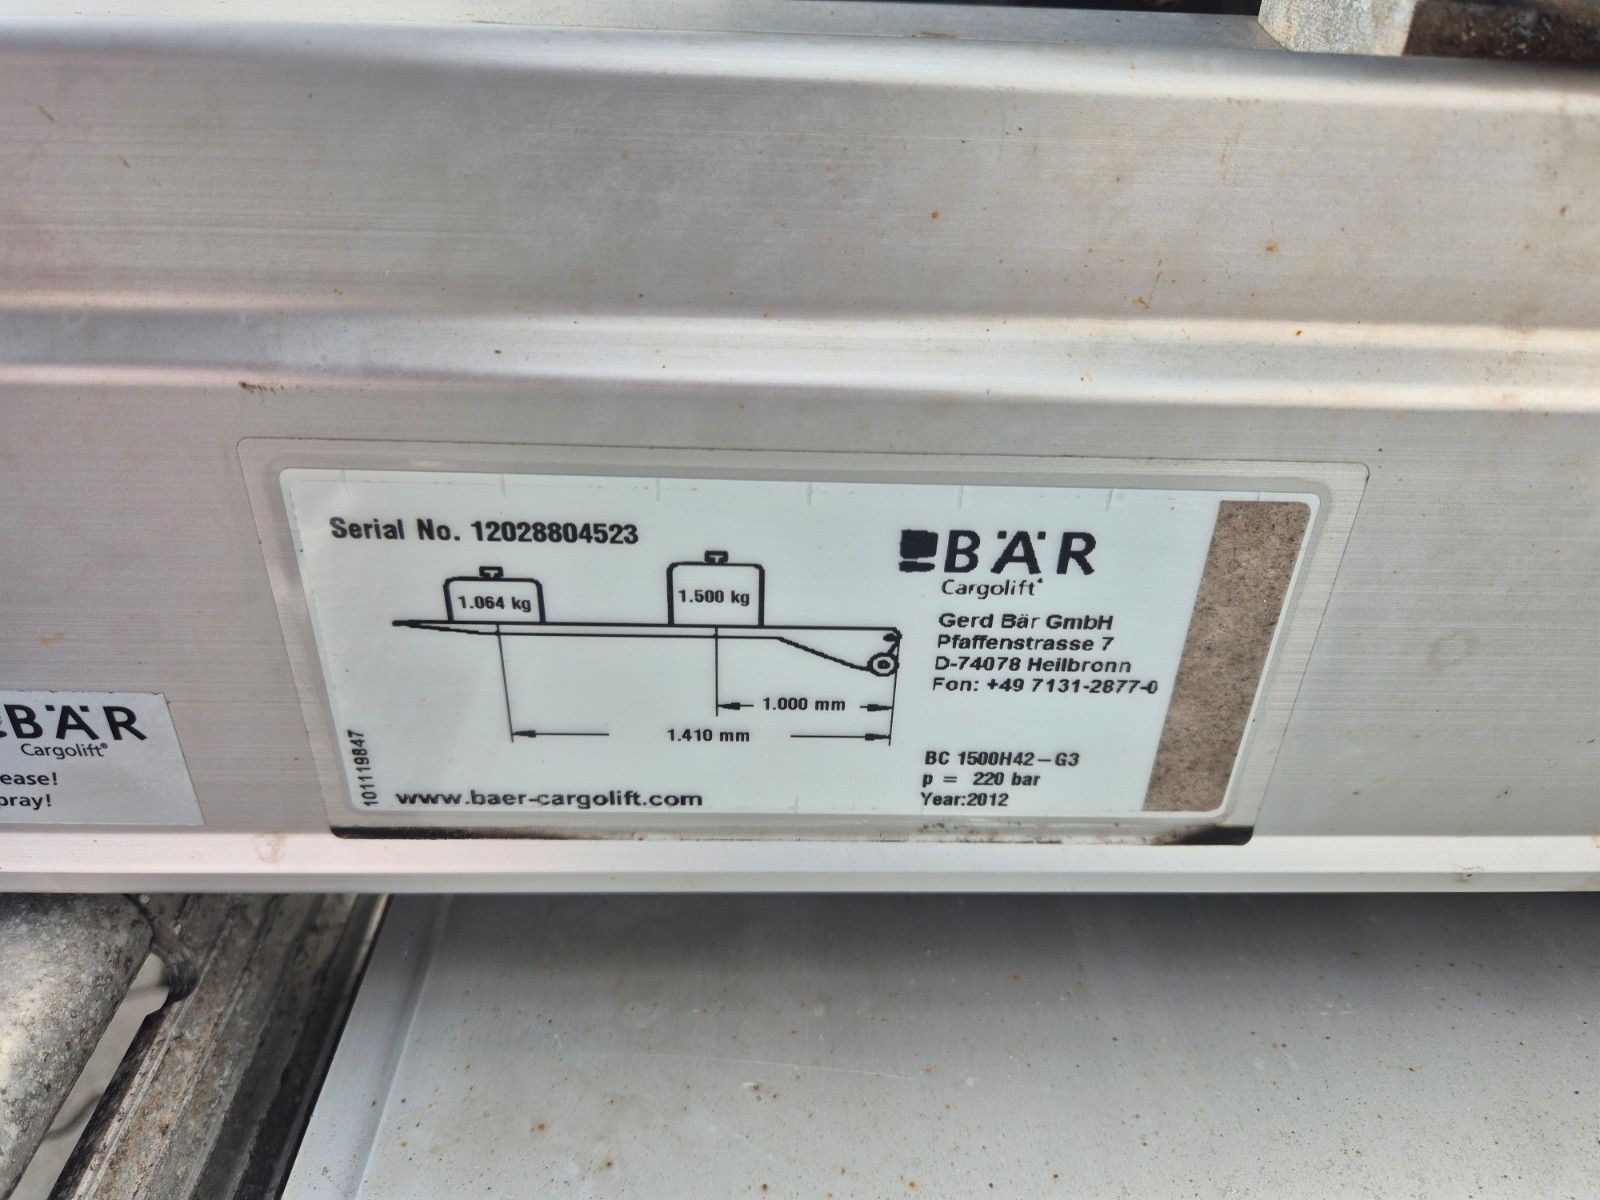 Serial No. 12028804523
1.064 kg
1.500 kg
1.000 mm
1.410 mm
101119847
www.baer-cargolift.com
BÄR
Cargolift
Gerd Bär GmbH
Pfaffenstrasse 7
D-74078 Heilbronn
Fon: +49 7131-2877-0
BC 1500H42-G3
p = 220 bar
Year:2012
BÄR
Cargolift®
ease!
pray!